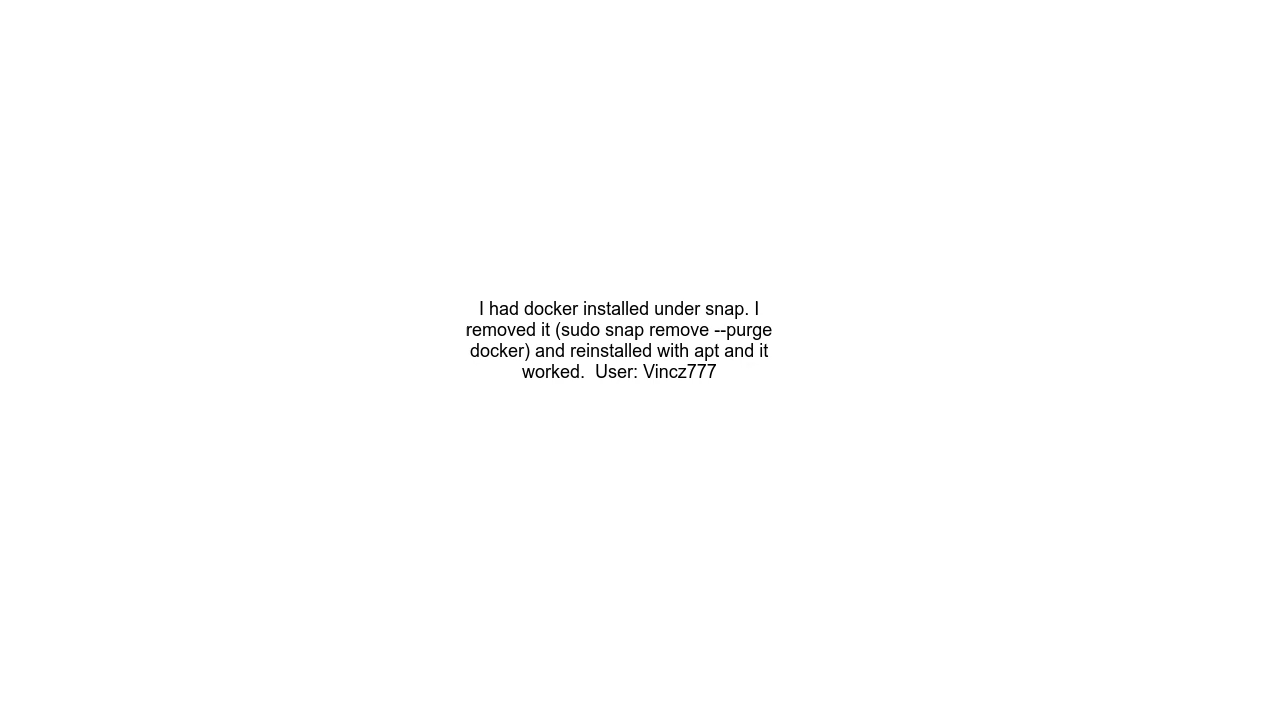 I had docker installed under snap. I
removed it (sudo snap remove --purge
docker) and reinstalled with apt and it
worked.  User: Vincz777